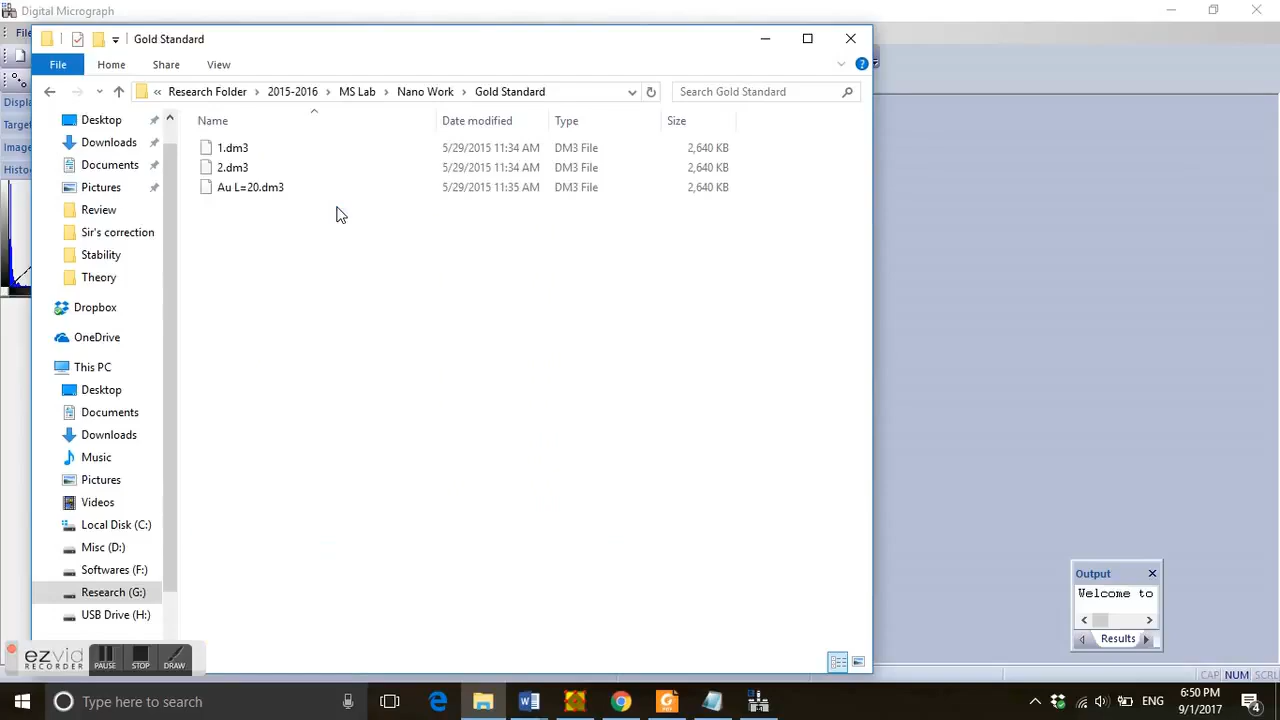 Digital Micrograph
Gold Standard
File
Home
Share
View
Research Folder
2015-2016
MS Lab
Nano Work
Gold Standard
Search Gold Standard
Name
Date modified
Type
Size
1.dm3
5/29/2015 11:34 AM
DM3 File
2,640 KB
2.dm3
5/29/2015 11:34 AM
DM3 File
2,640 KB
Au L=20.dm3
5/29/2015 11:35 AM
DM3 File
2,640 KB
Desktop
Downloads
Documents
Pictures
Review
Sir's correction
Stability
Theory
Dropbox
OneDrive
This PC
Desktop
Documents
Downloads
Music
Pictures
Videos
Local Disk (C:)
Misc (D:)
Softwares (F:)
Research (G:)
USB Drive (H:)
Fil
Displa
Target
Image
Histo
Output
Welcome to
Results
ezvid
RECORDER
PAUSE
STOP
DRAW
CAP
NUM
SCRL
Type here to search
ENG
6:50 PM
9/1/2017
4